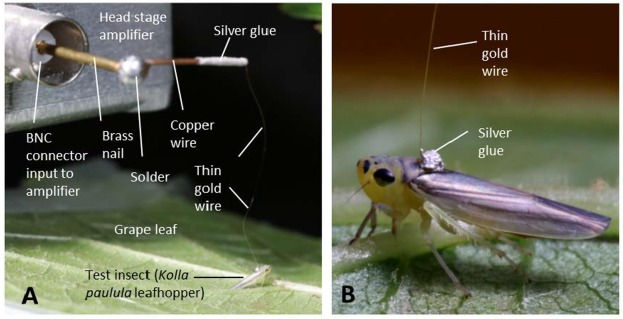 Head stage
amplifier
Silver glue
BNC
connector
input to
amplifier
Brass
nail
Solder
Copper
wire
Thin
gold
wire
Grape leaf
Test insect (Kolla
paulula leafhopper)
A
Thin
gold
wire
Silver
glue
B